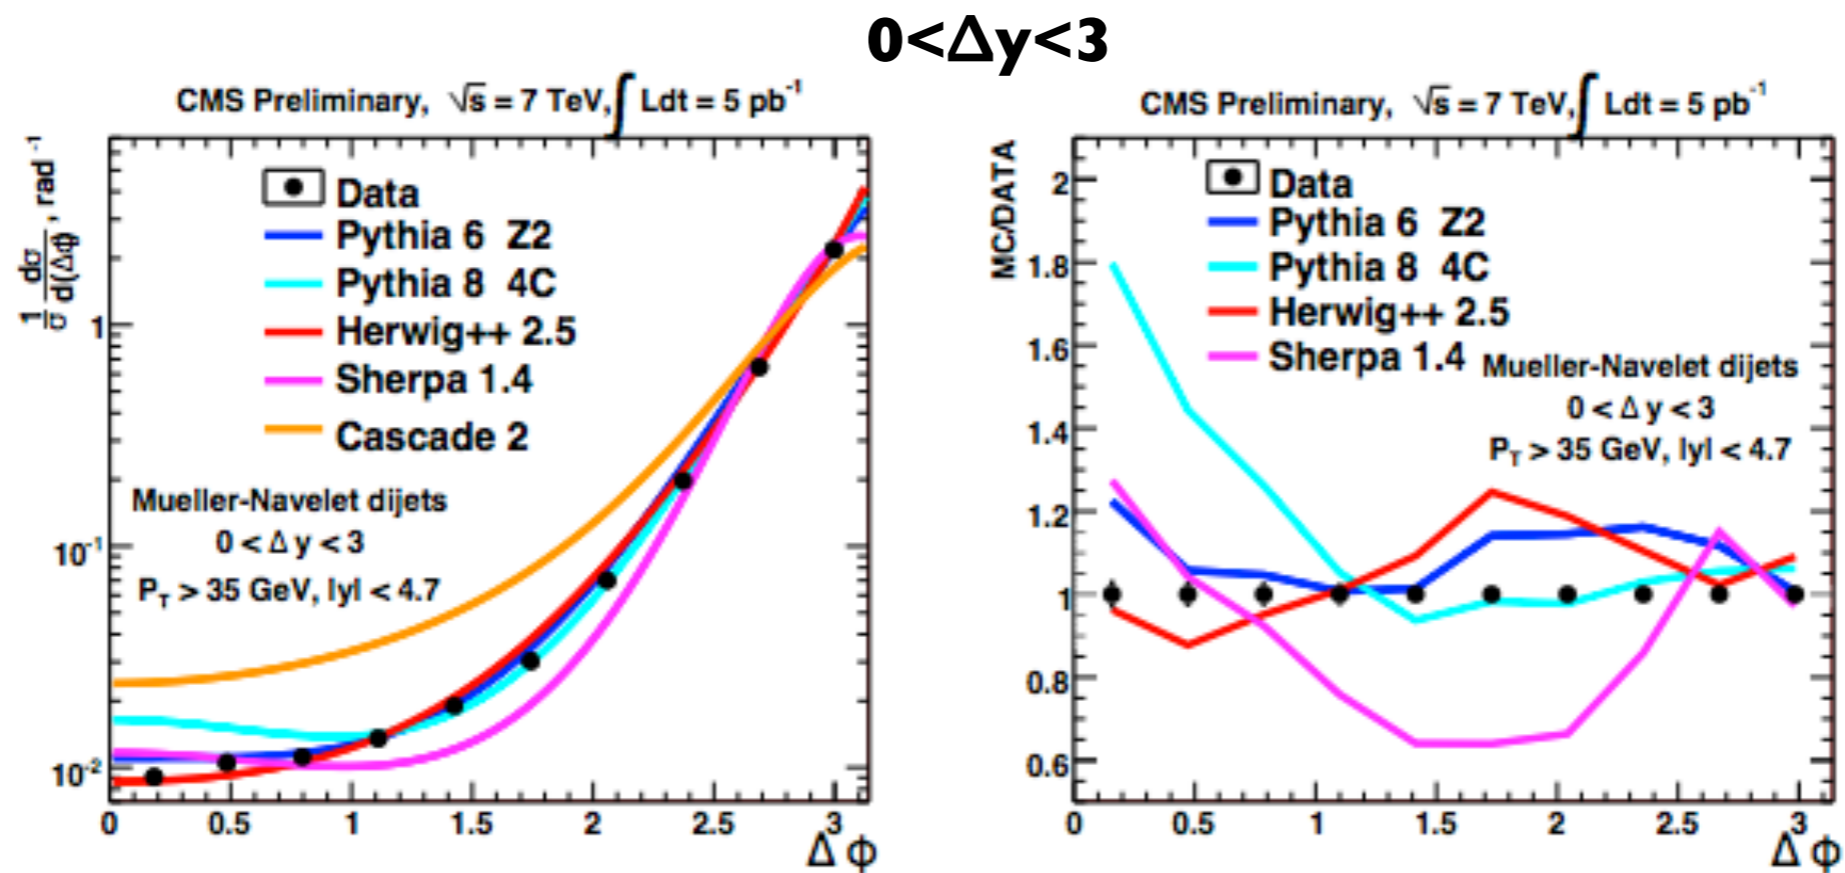 0<Δy<3
CMS Preliminary, √s = 7 TeV, ∫ Ldt = 5 pb⁻¹
1/σ dσ/d(Δϕ), rad⁻¹
Data
Pythia 6 Z2
Pythia 8 4C
Herwig++ 2.5
Sherpa 1.4
Cascade 2
Mueller-Navelet dijets
0 < Δ y < 3
P_T > 35 GeV, |y| < 4.7
1
10⁻¹
10⁻²
0 0.5 1 1.5 2 2.5 3
Δ ϕ
CMS Preliminary, √s = 7 TeV, ∫ Ldt = 5 pb⁻¹
MC/DATA
Data
Pythia 6 Z2
Pythia 8 4C
Herwig++ 2.5
Sherpa 1.4
Mueller-Navelet dijets
0 < Δ y < 3
P_T > 35 GeV, |y| < 4.7
2
1.8
1.6
1.4
1.2
1
0.8
0.6
0 0.5 1 1.5 2 2.5 3
Δ ϕ